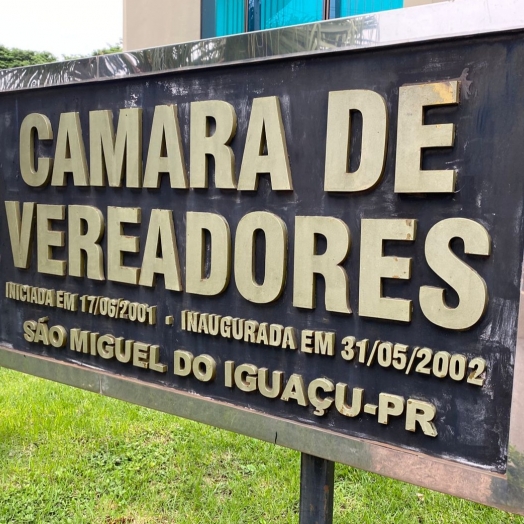 CAMARA DE
VEREADORES
INICIADA EM 17/06/2001 - INAUGURADA EM 31/05/2002
SÃO MIGUEL DO IGUAÇU-PR